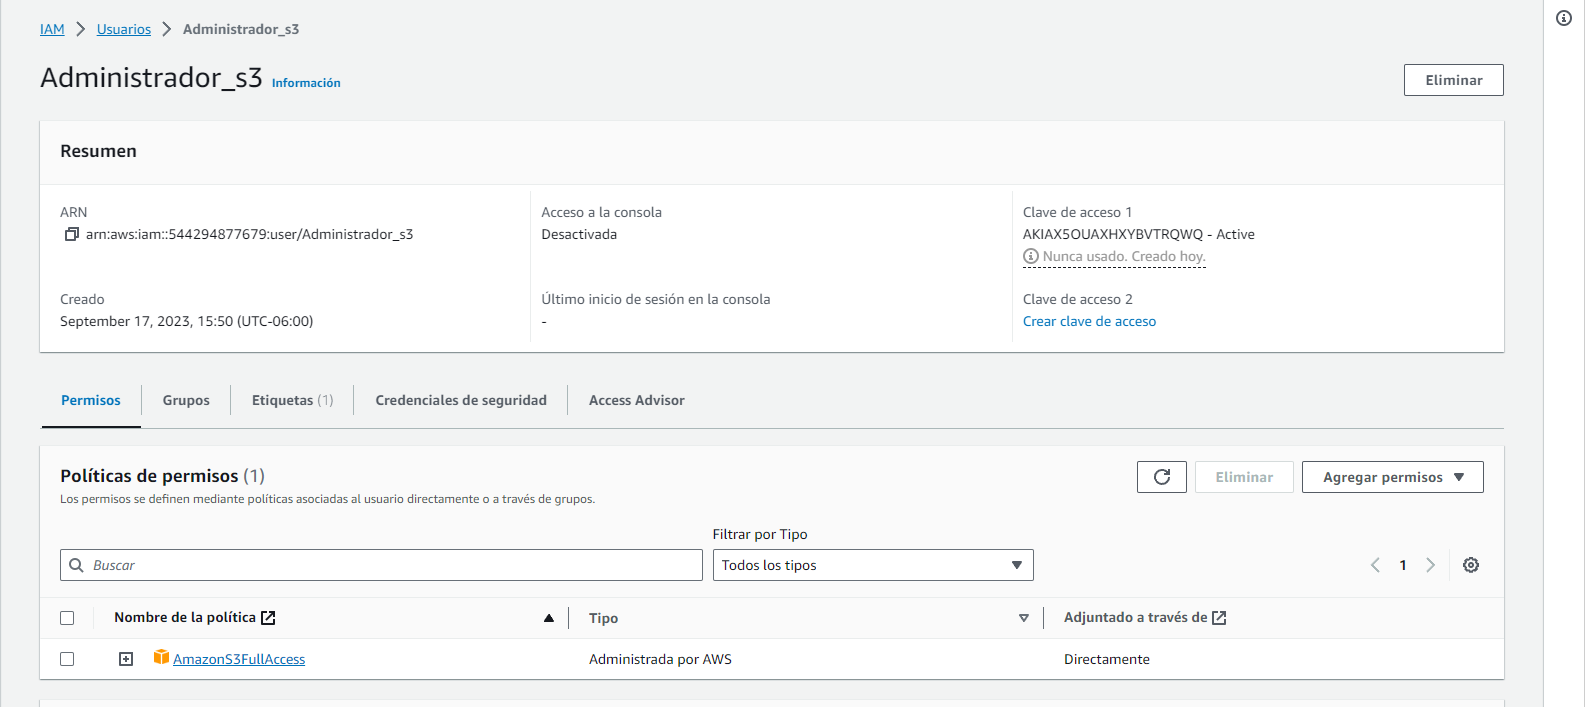 IAM > Usuarios > Administrador_s3
Administrador_s3 Información
Eliminar
Resumen
ARN
arn:aws:iam::544294877679:user/Administrador_s3
Creado
September 17, 2023, 15:50 (UTC-06:00)
Acceso a la consola
Desactivada
Último inicio de sesión en la consola
-
Clave de acceso 1
AKIAX5OUAXHXYBVTRQWQ - Active
Nunca usado. Creado hoy.
Clave de acceso 2
Crear clave de acceso
Permisos Grupos Etiquetas (1) Credenciales de seguridad Access Advisor
Políticas de permisos (1)
Los permisos se definen mediante políticas asociadas al usuario directamente o a través de grupos.
Eliminar
Agregar permisos
Filtrar por Tipo
Buscar
Todos los tipos
1
Nombre de la política Tipo Adjuntado a través de
AmazonS3FullAccess Administrada por AWS Directamente